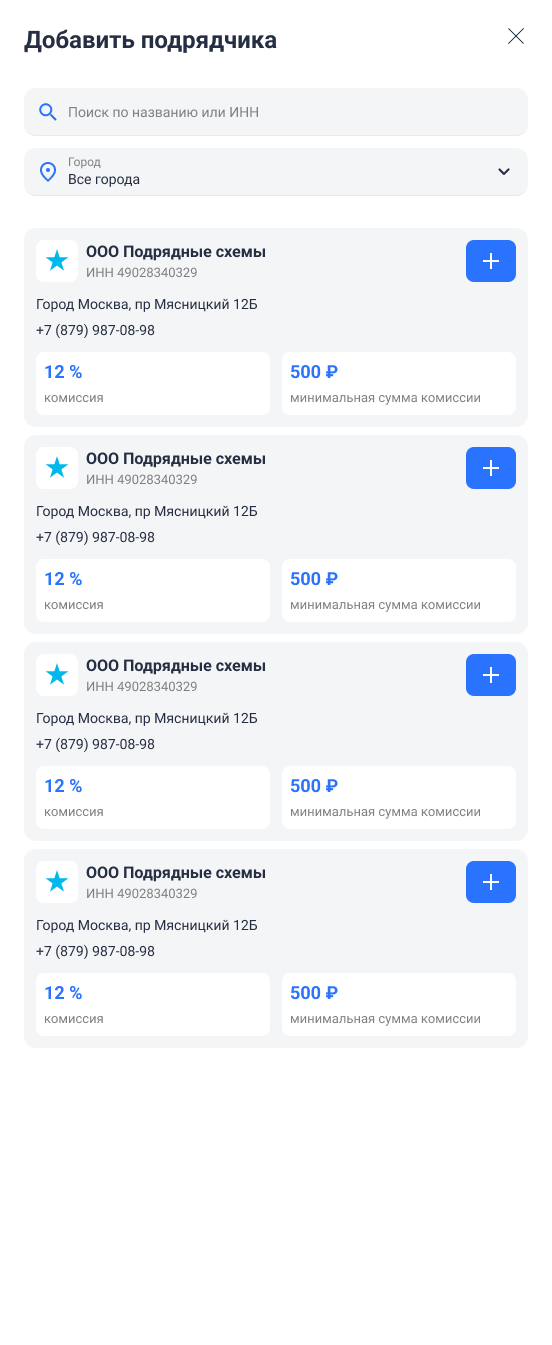 Добавить подрядчика
Поиск по названию или ИНН
Город
Все города
ООО Подрядные схемы
ИНН 49028340329
Город Москва, пр Мясницкий 12Б
+7 (879) 987-08-98
12 %
комиссия
500 ₽
минимальная сумма комиссии
ООО Подрядные схемы
ИНН 49028340329
Город Москва, пр Мясницкий 12Б
+7 (879) 987-08-98
12 %
комиссия
500 ₽
минимальная сумма комиссии
ООО Подрядные схемы
ИНН 49028340329
Город Москва, пр Мясницкий 12Б
+7 (879) 987-08-98
12 %
комиссия
500 ₽
минимальная сумма комиссии
ООО Подрядные схемы
ИНН 49028340329
Город Москва, пр Мясницкий 12Б
+7 (879) 987-08-98
12 %
комиссия
500 ₽
минимальная сумма комиссии